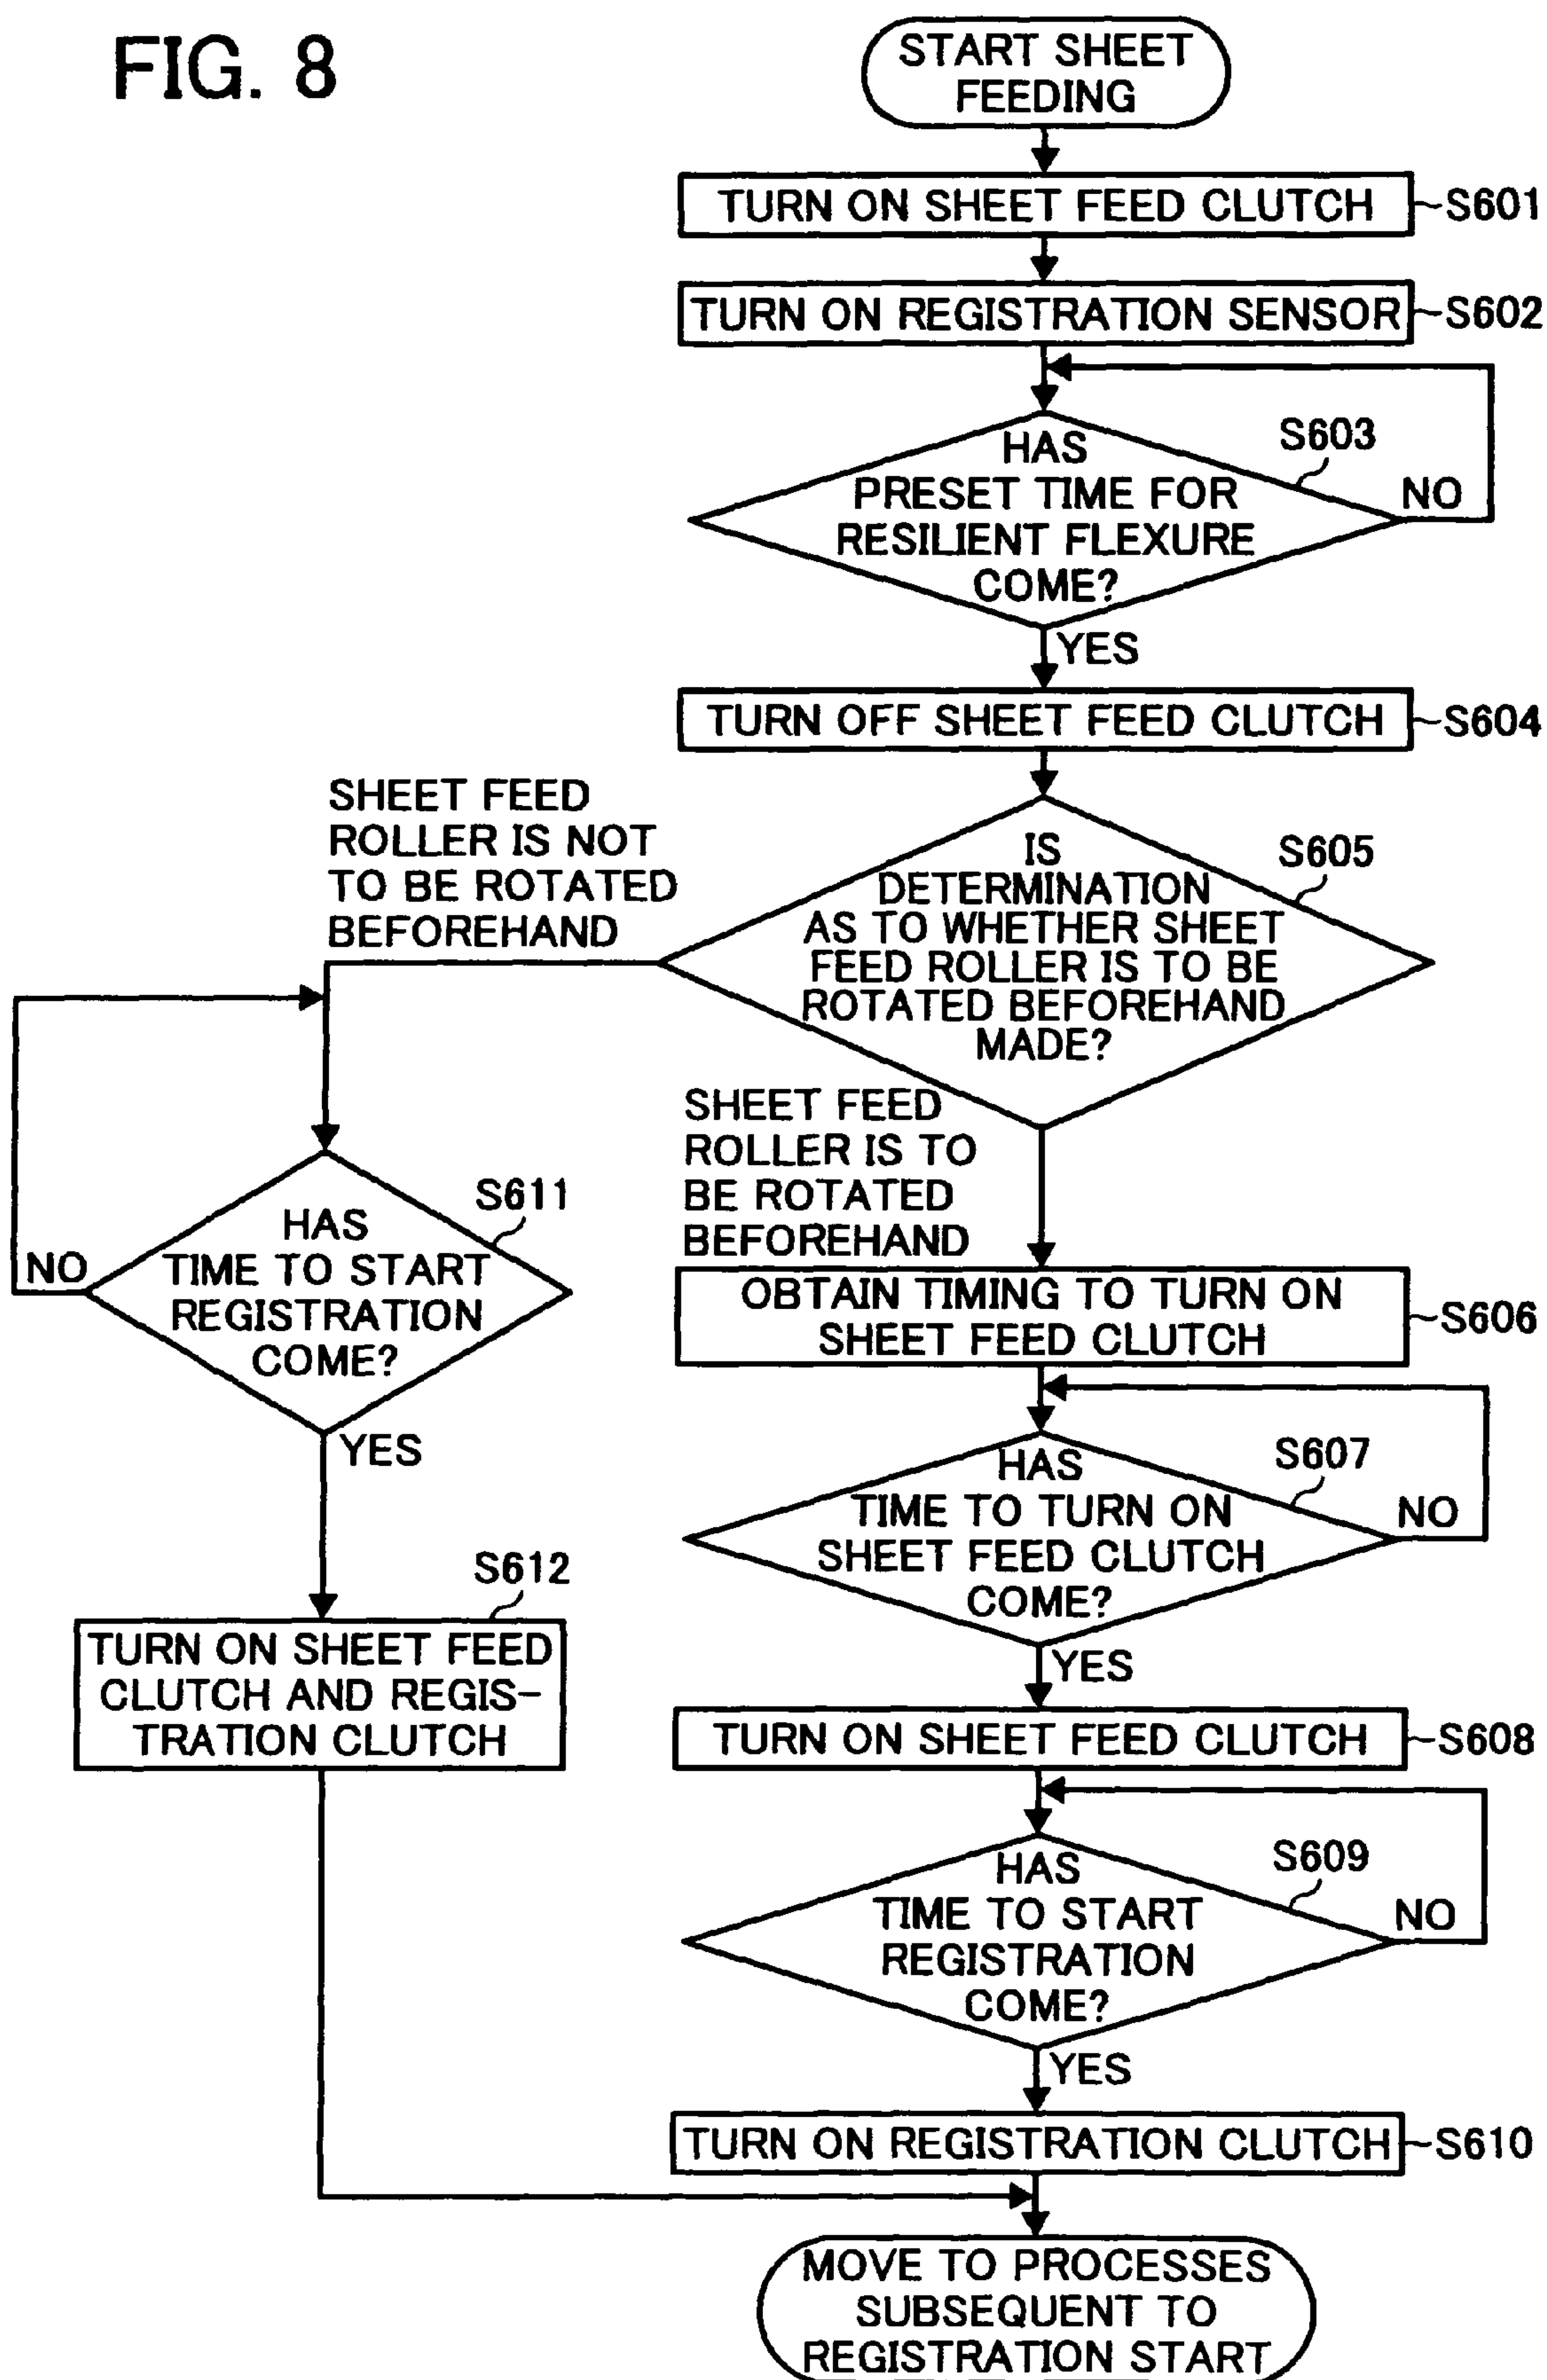 FIG. 8
START SHEET
FEEDING
TURN ON SHEET FEED CLUTCH
S601
TURN ON REGISTRATION SENSOR
S602
HAS
PRESET TIME FOR
RESILIENT FLEXURE
COME?
S603
NO
YES
TURN OFF SHEET FEED CLUTCH
S604
IS
DETERMINATION
AS TO WHETHER SHEET
FEED ROLLER IS TO BE
ROTATED BEFOREHAND
MADE?
S605
SHEET FEED
ROLLER IS NOT
TO BE ROTATED
BEFOREHAND
SHEET FEED
ROLLER IS TO
BE ROTATED
BEFOREHAND
HAS
TIME TO START
REGISTRATION
COME?
S611
NO
YES
S612
TURN ON SHEET FEED
CLUTCH AND REGIS-
TRATION CLUTCH
OBTAIN TIMING TO TURN ON
SHEET FEED CLUTCH
S606
HAS
TIME TO TURN ON
SHEET FEED CLUTCH
COME?
S607
NO
YES
TURN ON SHEET FEED CLUTCH
S608
HAS
TIME TO START
REGISTRATION
COME?
S609
NO
YES
TURN ON REGISTRATION CLUTCH
S610
MOVE TO PROCESSES
SUBSEQUENT TO
REGISTRATION START